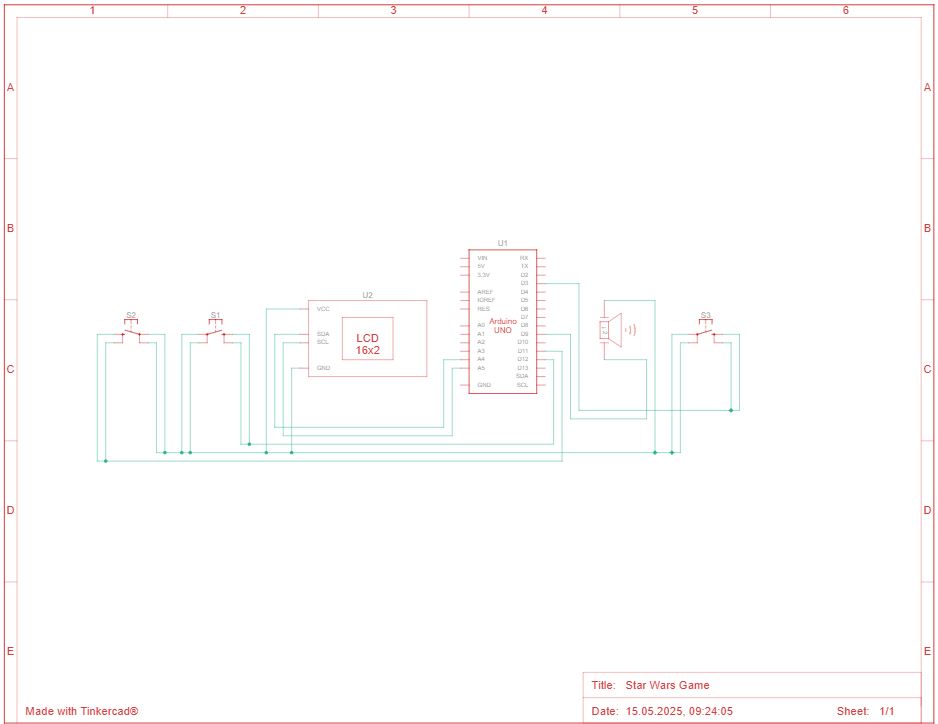 1 2 3 4 5 6
A A
B B
U1
VIN RX
5V TX
3.3V D2
D3
AREF D4
IOREF D5
RES D6
D7
A0 D8
A1 D9
A2 D10
A3 D11
A4 D12
A5 D13
SDA
GND SCL
Arduino
UNO
U2
VCC
SDA
SCL
GND
LCD
16x2
S2 S1 S3
1 2
C C
D D
E E
Title: Star Wars Game
Made with Tinkercad®
Date: 15.05.2025, 09:24:05 Sheet: 1/1